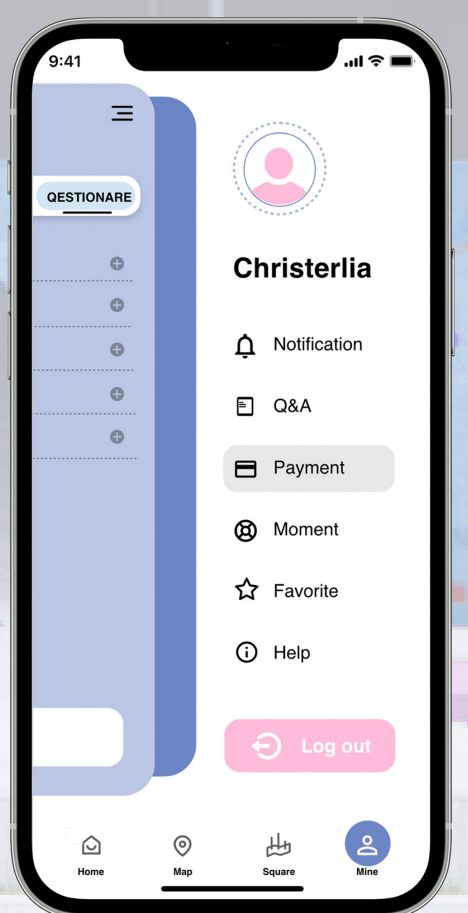 9:41
QESTIONARE
Christerlia
Notification
Q&A
Payment
Moment
Favorite
Help
Log out
Home
Map
Square
Mine